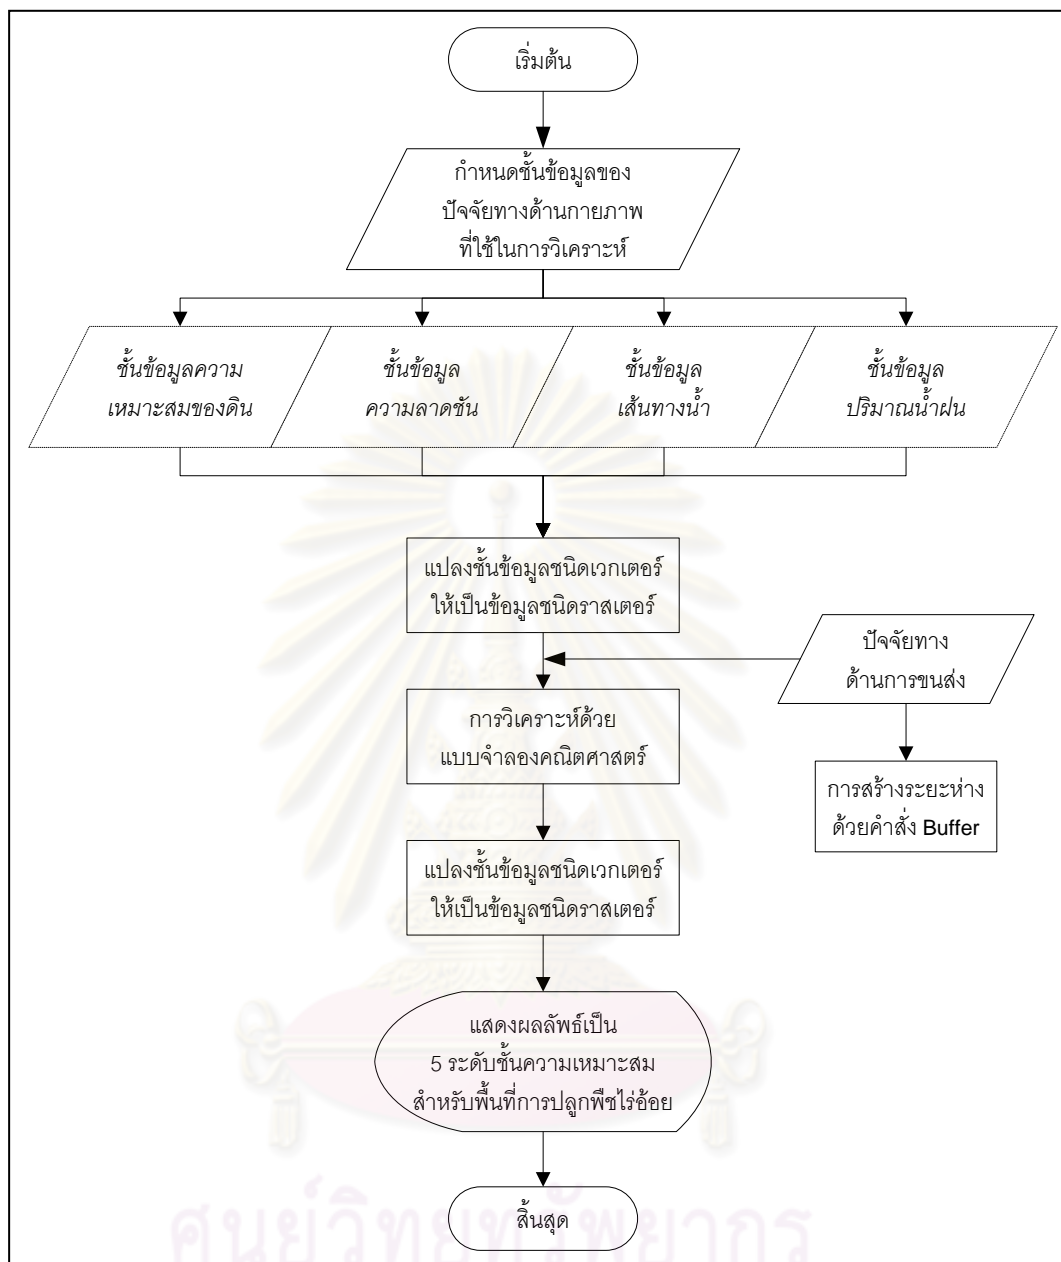 เริ่มต้น
กำหนดชั้นข้อมูลของ
ปัจจัยทางด้านกายภาพ
ที่ใช้ในการวิเคราะห์
ชั้นข้อมูลความ
เหมาะสมของดิน
ชั้นข้อมูล
ความลาดชัน
ชั้นข้อมูล
เส้นทางน้ำ
ชั้นข้อมูล
ปริมาณน้ำฝน
แปลงชั้นข้อมูลชนิดเวกเตอร์
ให้เป็นข้อมูลชนิดราสเตอร์
ปัจจัยทาง
ด้านการขนส่ง
การวิเคราะห์ด้วย
แบบจำลองคณิตศาสตร์
การสร้างระยะห่าง
ด้วยคำสั่ง Buffer
แปลงชั้นข้อมูลชนิดเวกเตอร์
ให้เป็นข้อมูลชนิดราสเตอร์
แสดงผลลัพธ์เป็น
5 ระดับชั้นความเหมาะสม
สำหรับพื้นที่การปลูกพืชไร่อ้อย
สิ้นสุด
ศูนย์วิทยทรัพยากร